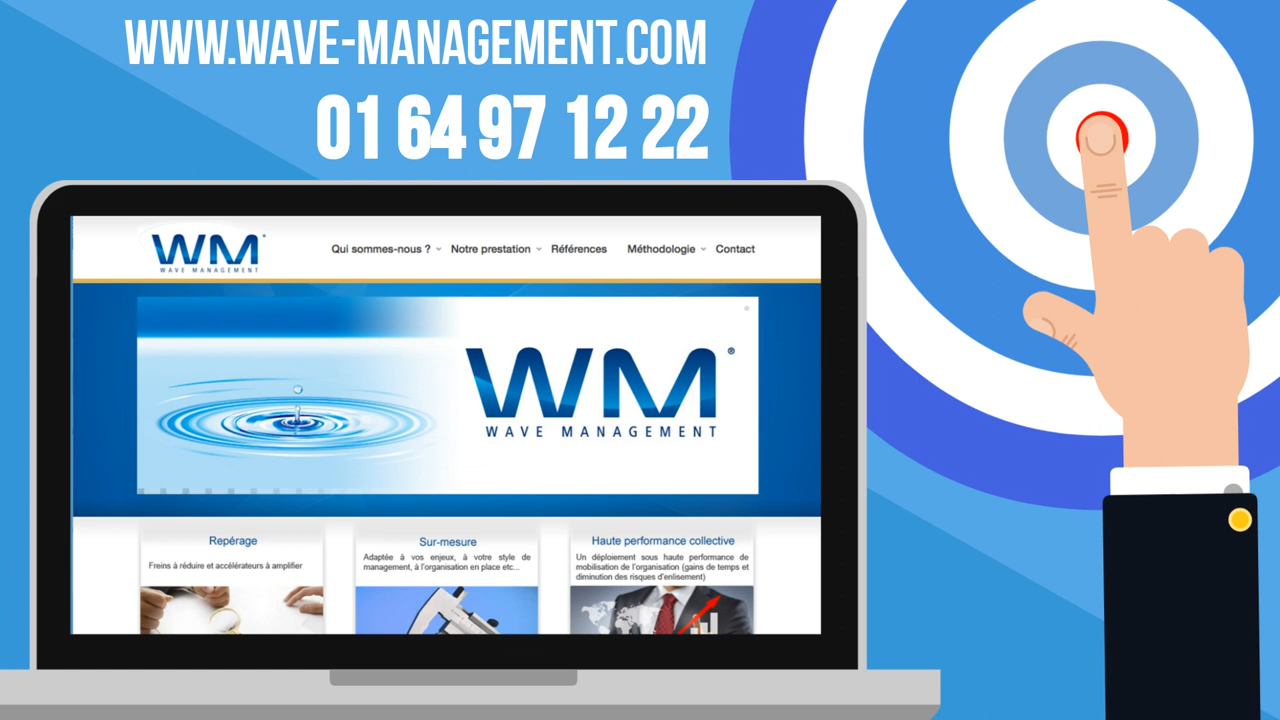 WWW.WAVE-MANAGEMENT.COM
01 64 97 12 22
WM
WAVE MANAGEMENT
Qui sommes-nous ? Notre prestation Références Méthodologie Contact
WM®
WAVE MANAGEMENT
Repérage
Freins à réduire et accélérateurs à amplifier
Sur-mesure
Adaptée à vos enjeux, à votre style de
management, à l'organisation en place etc...
Haute performance collective
Un déploiement sous haute performance de
mobilisation de l'organisation (gains de temps et
diminution des risques d'enlisement)